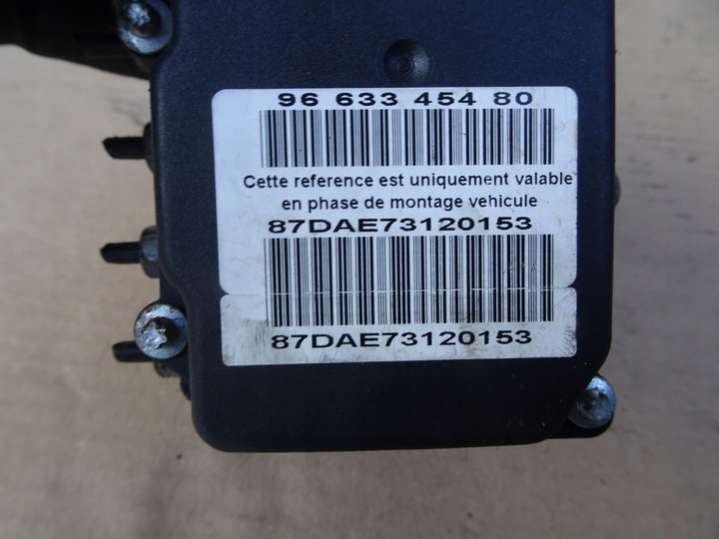 96 633 454 80
Cette reference est uniquement valable
en phase de montage vehicule
87DAE73120153
87DAE73120153